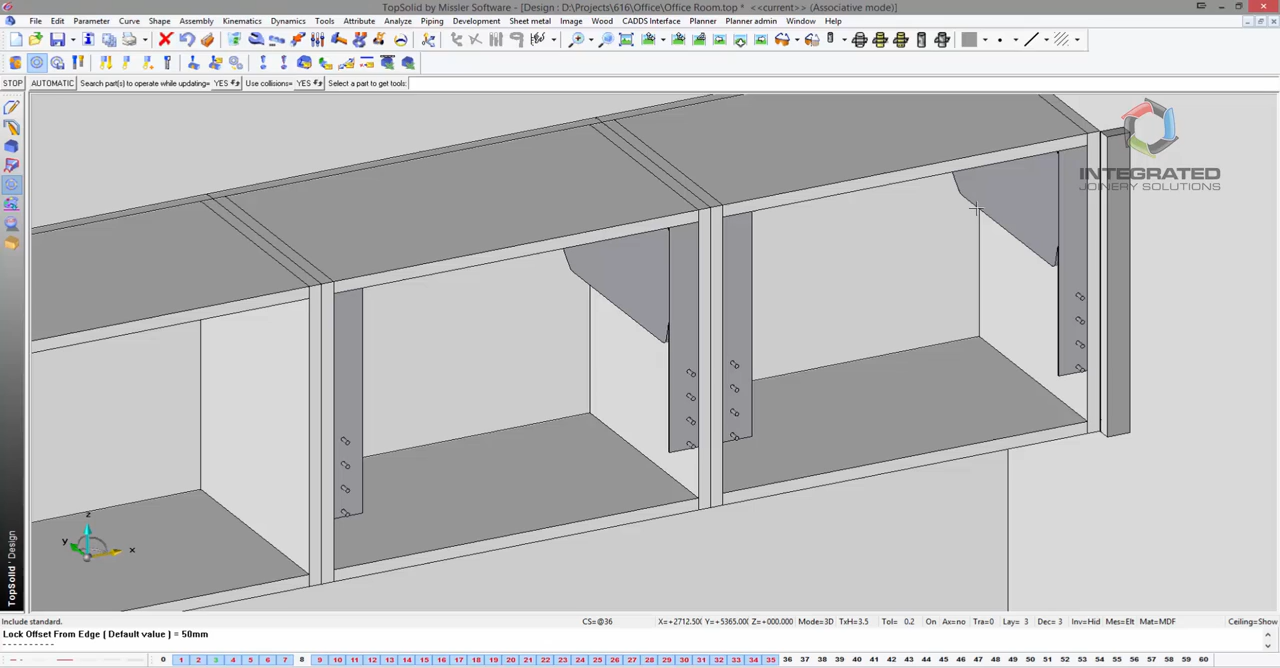 TopSolid by Missler Software - [Design : D:\Projects\616\Office\Office Room.top * <<current>> (Associative mode)]
File Edit Parameter Curve Shape Assembly Kinematics Dynamics Tools Attribute Analyze Piping Development Sheet metal Image Wood CADDS Interface Planner Planner admin Window Help
STOP AUTOMATIC Search part(s) to operate while updating= YES Use collisions= YES Select a part to get tools:
INTEGRATED
JOINERY SOLUTIONS
z
y
x
TopSolid ' Design
Include standard. CS=@36 X=+2712.500 Y=+5365.000 Z=+000.000 Mode=3D TxH=3.5 Tol= 0.2 On Ax=no Tra=0 Lay= 3 Dec= 3 Inv=Hid Mes=Elt Mat=MDF Ceiling=Show
Lock Offset From Edge ( Default value ) = 50mm
----------
0 1 2 3 4 5 6 7 8 9 10 11 12 13 14 15 16 17 18 19 20 21 22 23 24 25 26 27 28 29 30 31 32 33 34 35 36 37 38 39 40 41 42 43 44 45 46 47 48 49 50 51 52 53 54 55 56 57 58 59 60